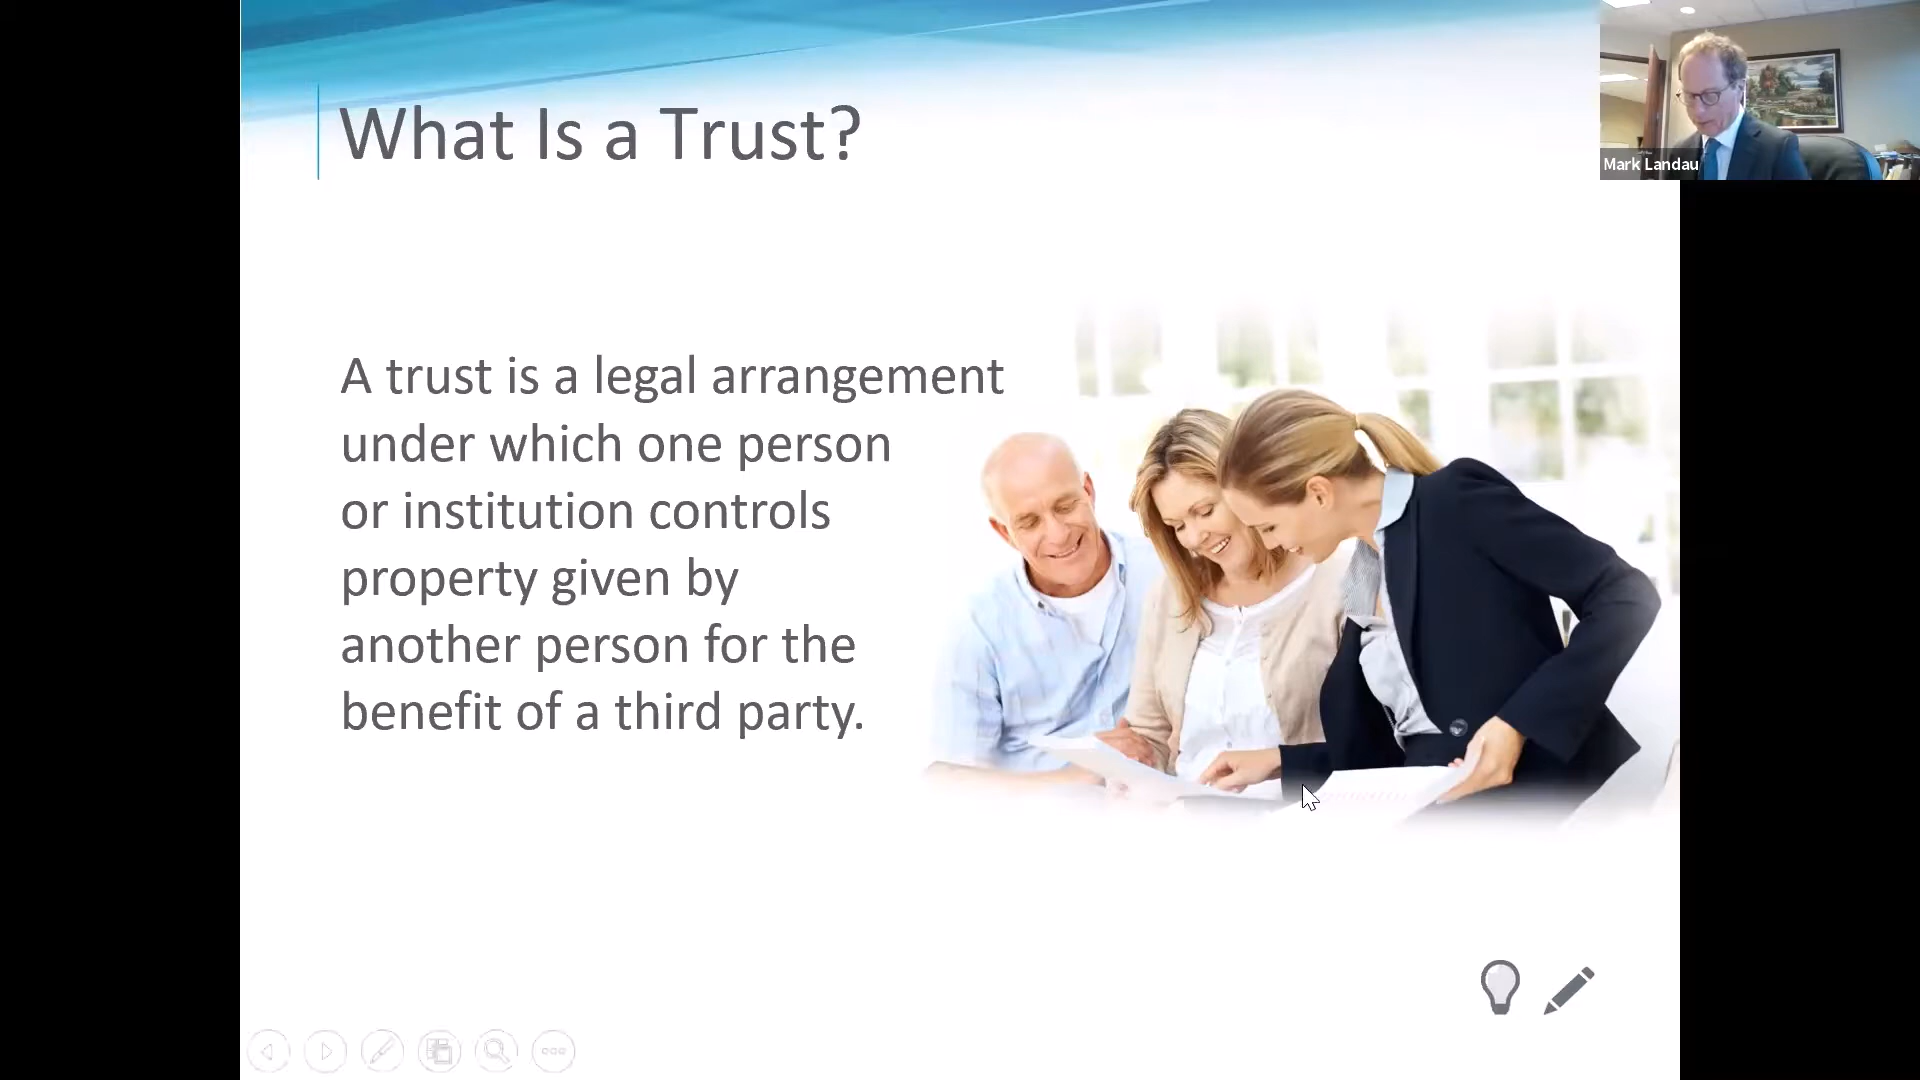 What Is a Trust?
Mark Landau
A trust is a legal arrangement
under which one person
or institution controls
property given by
another person for the
benefit of a third party.